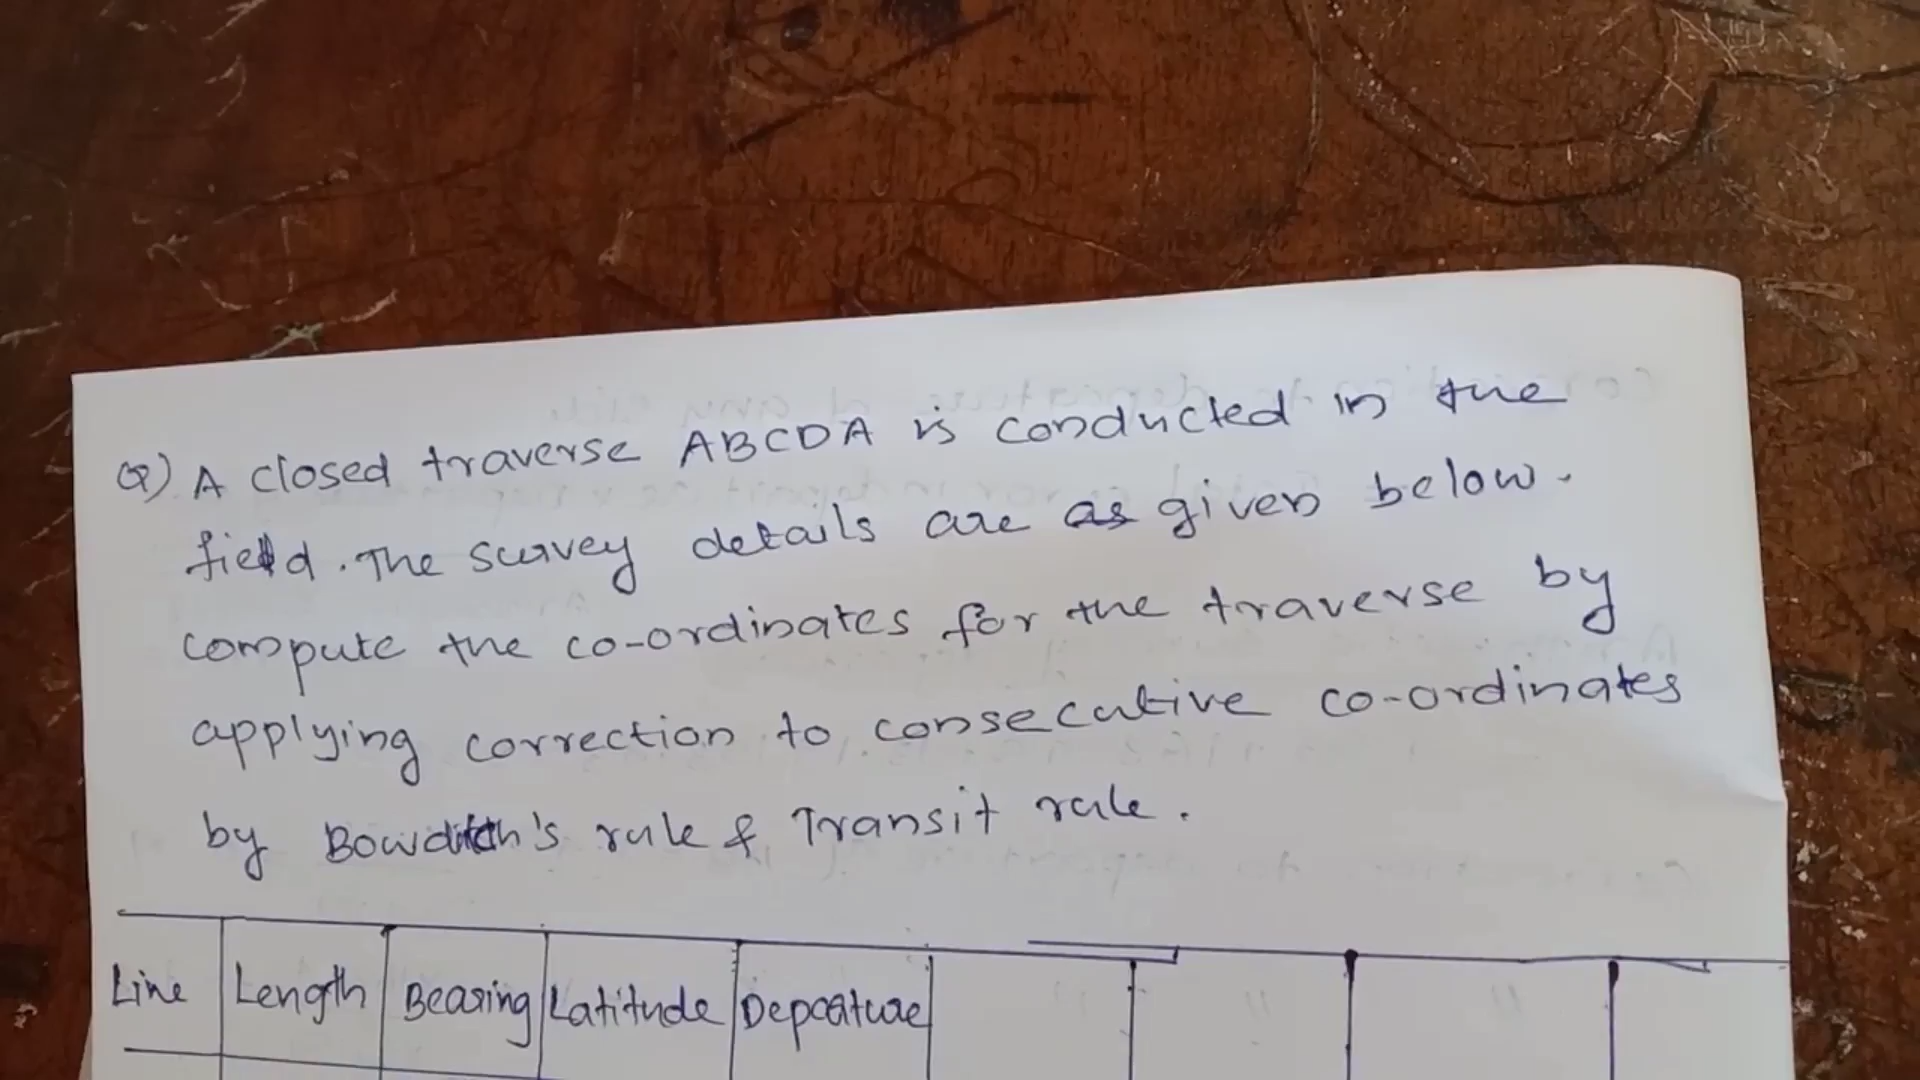 Q) A closed traverse ABCDA is conducted in the
field. The survey details are as given below.
compute the co-ordinates for the traverse by
applying correction to consecutive co-ordinates
by Bowditch's rule & Transit rule.
Line Length Bearing Latitude Departure